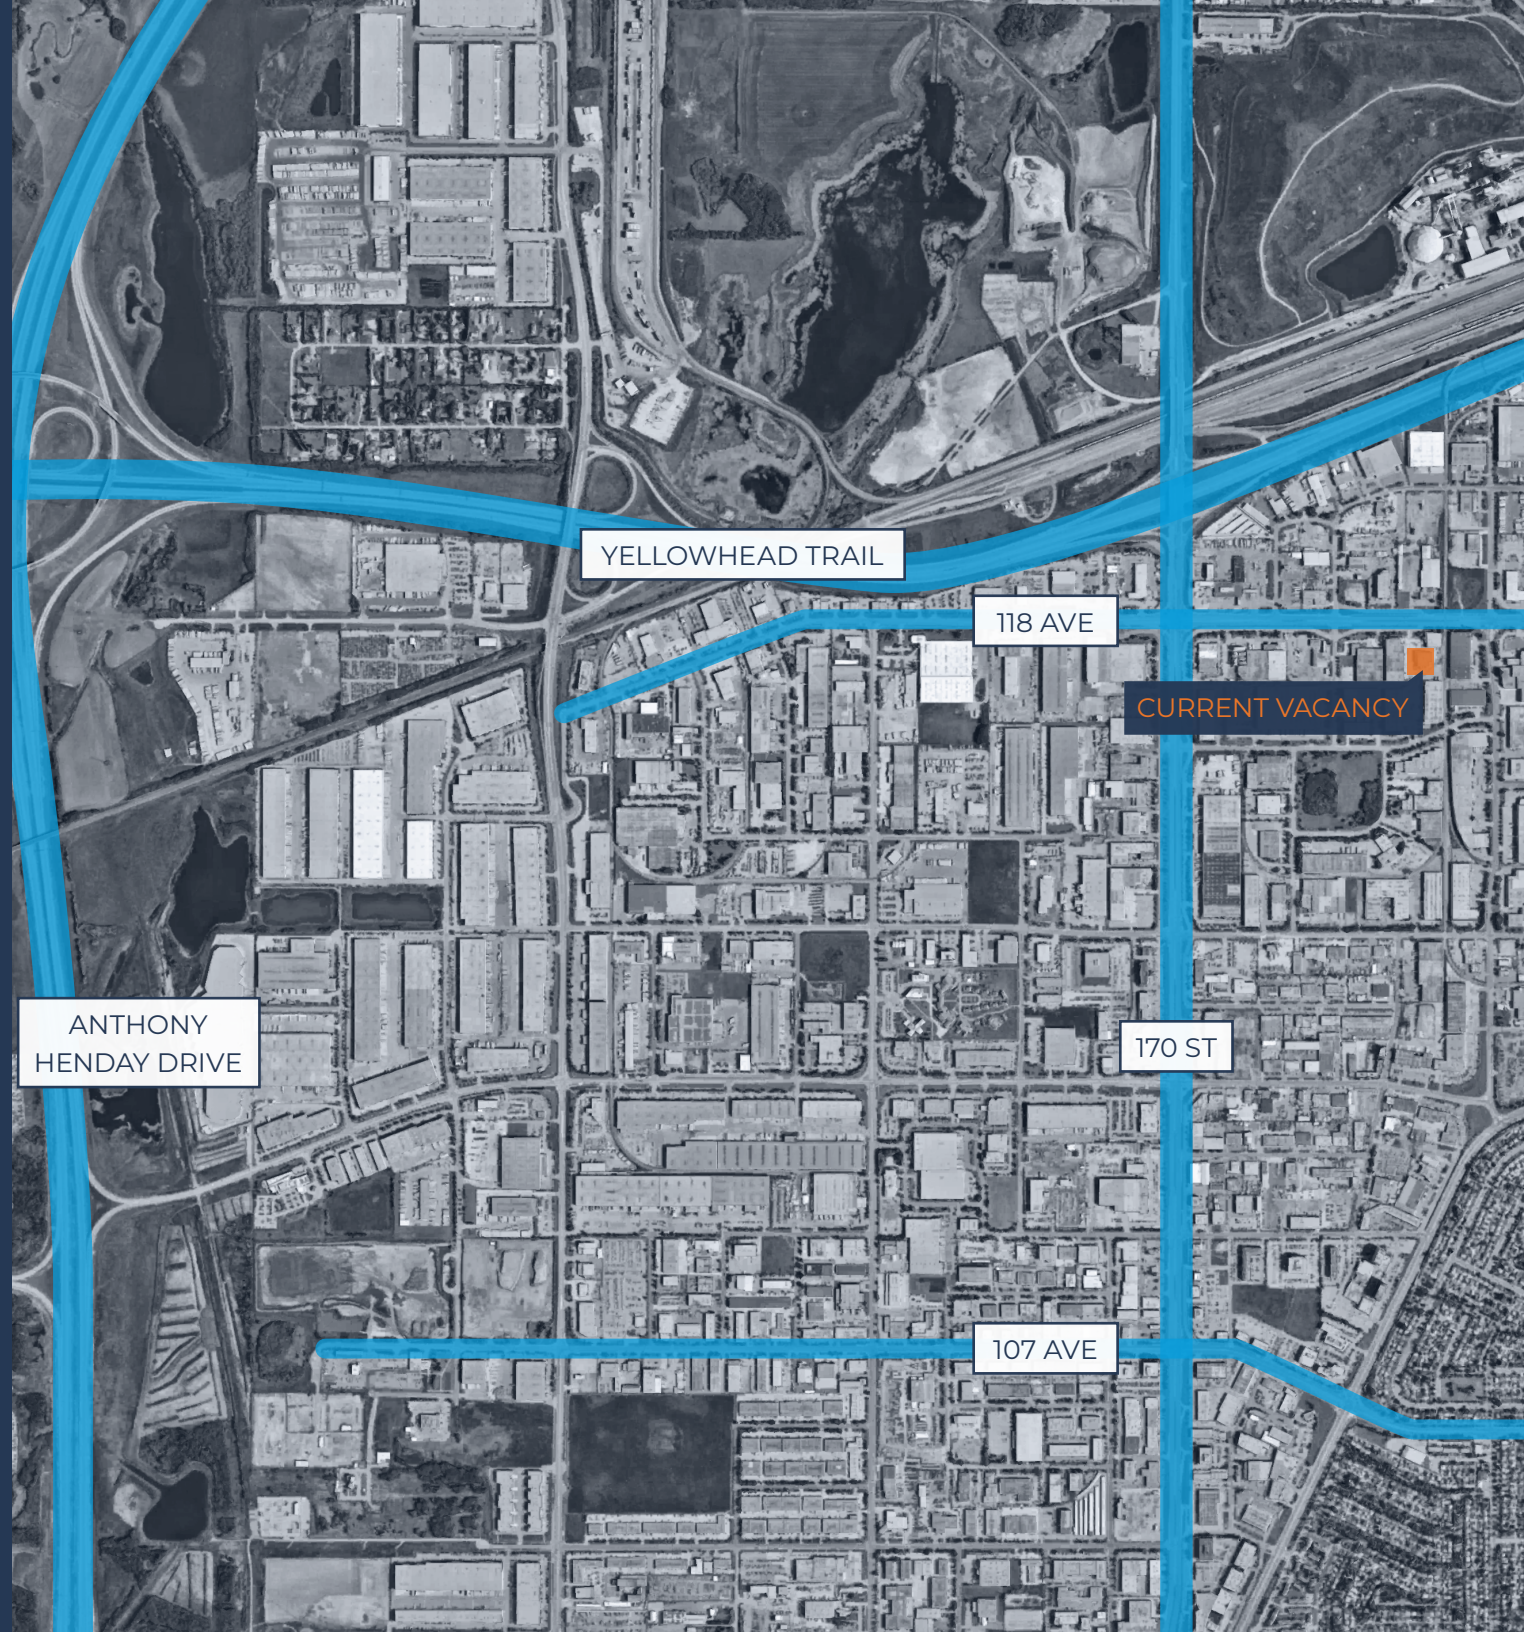 YELLOWHEAD TRAIL
118 AVE
CURRENT VACANCY
ANTHONY
HENDAY DRIVE
170 ST
107 AVE